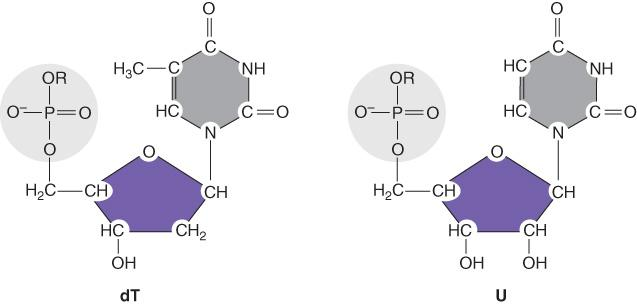 O O
C C
H₃C C NH HC NH
OR OR
HC C O HC C O
O⁻ P O O⁻ P O
N N
O O O O
H₂C CH CH H₂C CH CH
HC CH₂ HC CH
OH OH OH
dT U